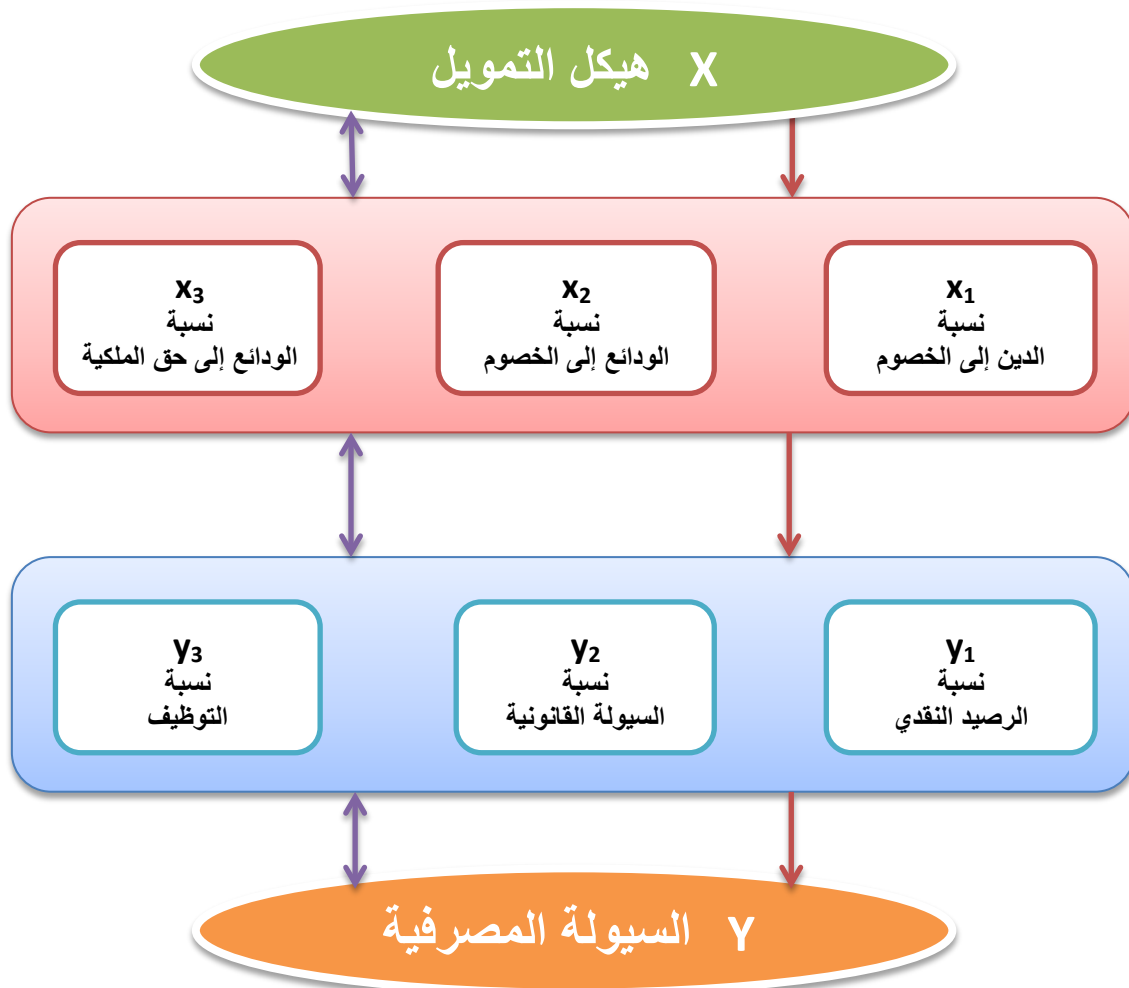 X هيكل التمويل
x₁
نسبة
الدين إلى الخصوم
x₂
نسبة
الودائع إلى الخصوم
x₃
نسبة
الودائع إلى حق الملكية
y₁
نسبة
الرصيد النقدي
y₂
نسبة
السيولة القانونية
y₃
نسبة
التوظيف
Y السيولة المصرفية